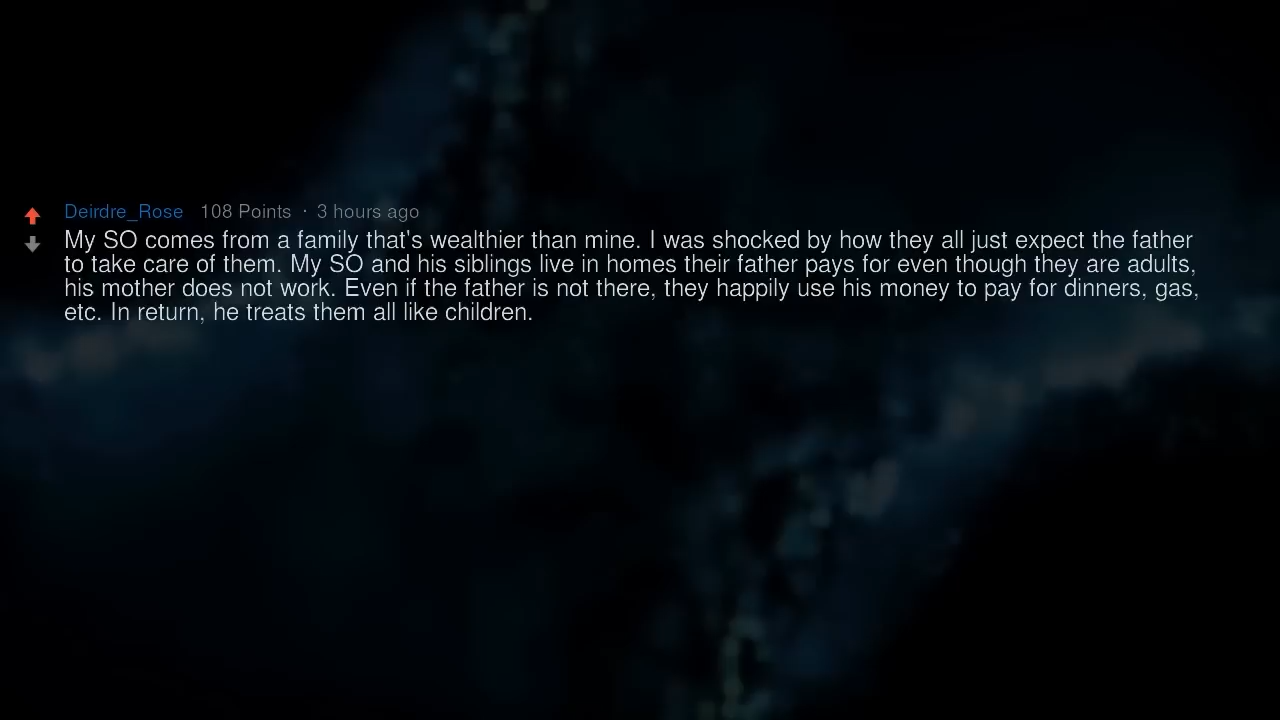 Deirdre_Rose 108 Points · 3 hours ago
My SO comes from a family that's wealthier than mine. I was shocked by how they all just expect the father
to take care of them. My SO and his siblings live in homes their father pays for even though they are adults,
his mother does not work. Even if the father is not there, they happily use his money to pay for dinners, gas,
etc. In return, he treats them all like children.